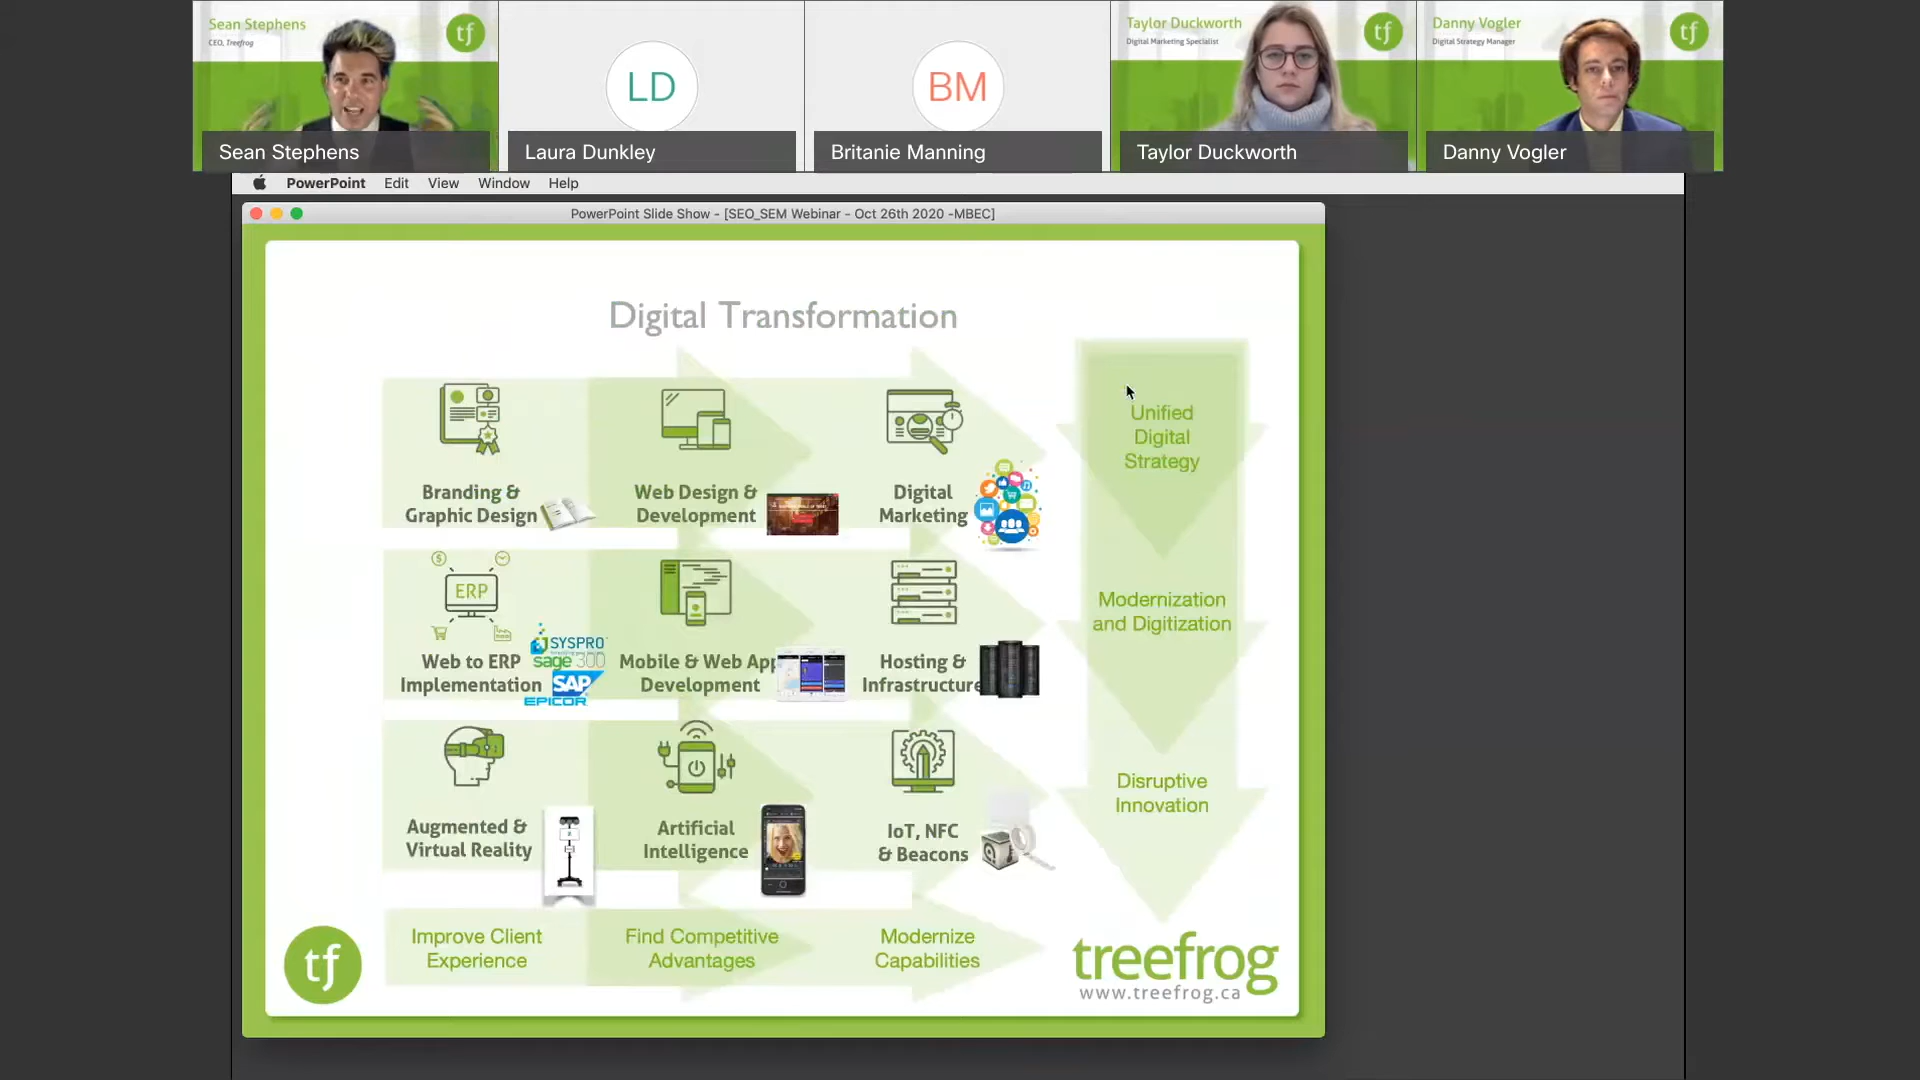 Sean Stephens
CEO, Treefrog
tf
LD
BM
Taylor Duckworth
Digital Marketing Specialist
tf
Danny Vogler
Digital Strategy Manager
tf
Sean Stephens
Laura Dunkley
Britanie Manning
Taylor Duckworth
Danny Vogler
PowerPoint Edit View Window Help
PowerPoint Slide Show - [SEO_SEM Webinar - Oct 26th 2020 -MBEC]
Digital Transformation
Branding &
Graphic Design
Web Design &
Development
Digital
Marketing
Unified
Digital
Strategy
ERP
Web to ERP
Implementation
SYSPRO
sage 300
SAP
EPICOR
Mobile & Web App
Development
Hosting &
Infrastructure
Modernization
and Digitization
Augmented &
Virtual Reality
Artificial
Intelligence
IoT, NFC
& Beacons
Disruptive
Innovation
Improve Client
Experience
Find Competitive
Advantages
Modernize
Capabilities
tf
treefrog
www.treefrog.ca